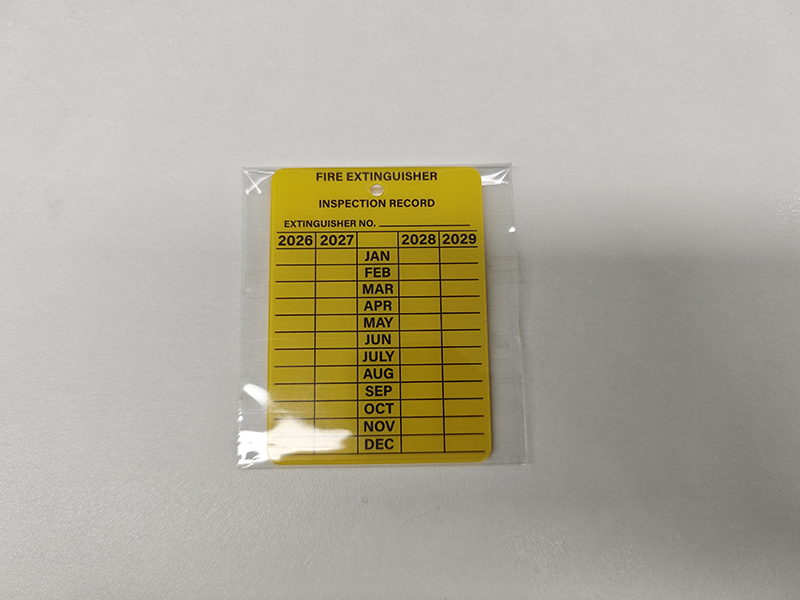 FIRE EXTINGUISHER
INSPECTION RECORD
EXTINGUISHER NO.
2026 2027 2028 2029
JAN
FEB
MAR
APR
MAY
JUN
JULY
AUG
SEP
OCT
NOV
DEC